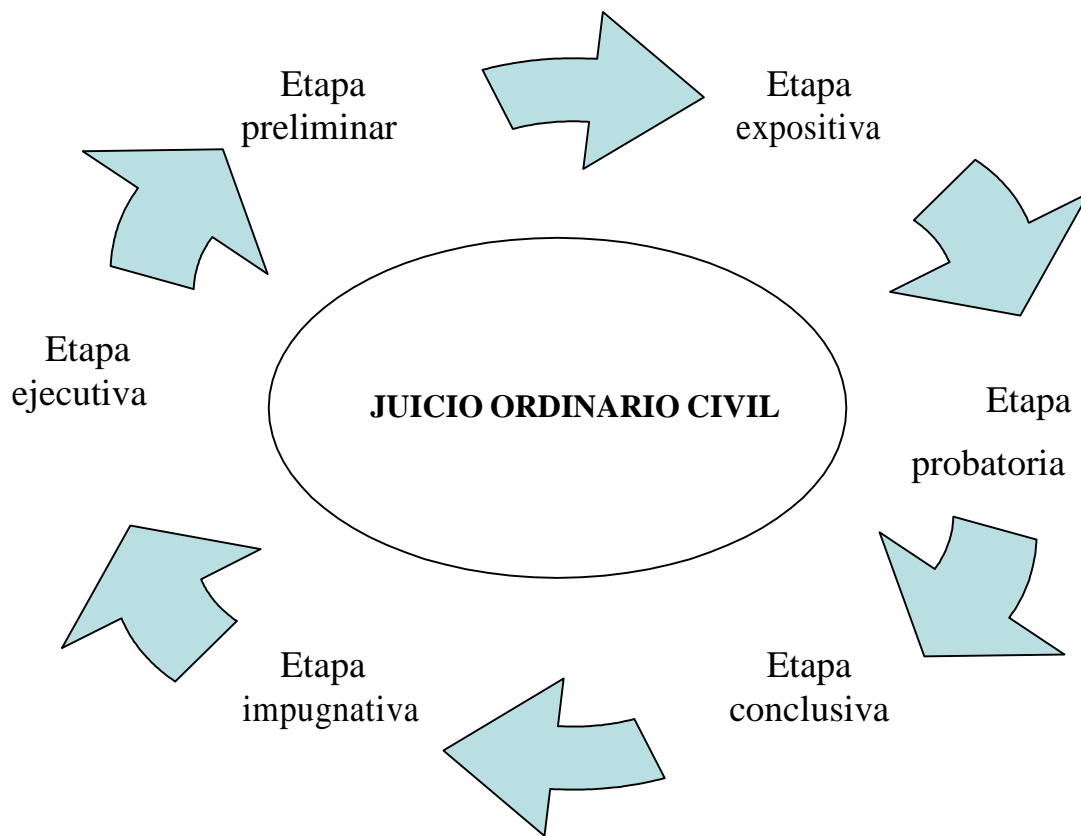 Etapa
preliminar
Etapa
expositiva
Etapa
probatoria
Etapa
conclusiva
Etapa
impugnativa
Etapa
ejecutiva
JUICIO ORDINARIO CIVIL